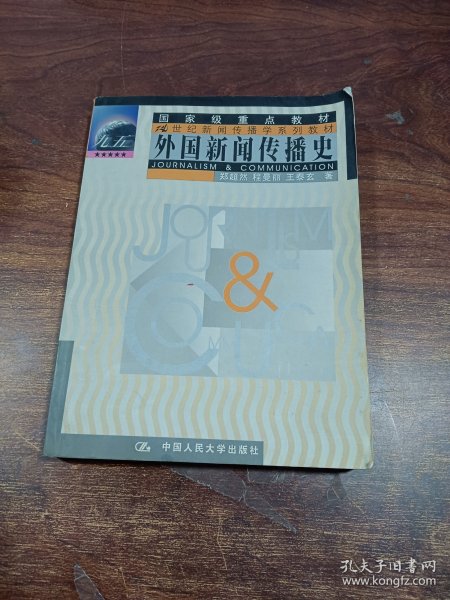 国家级重点教材
21世纪新闻传播学系列教材
九五
★★★★★
外国新闻传播史
JOURNALISM & COMMUNICATION
郑超然 程曼丽 王泰玄 著
&
中国人民大学出版社
孔夫子旧书网
www.kongfz.com